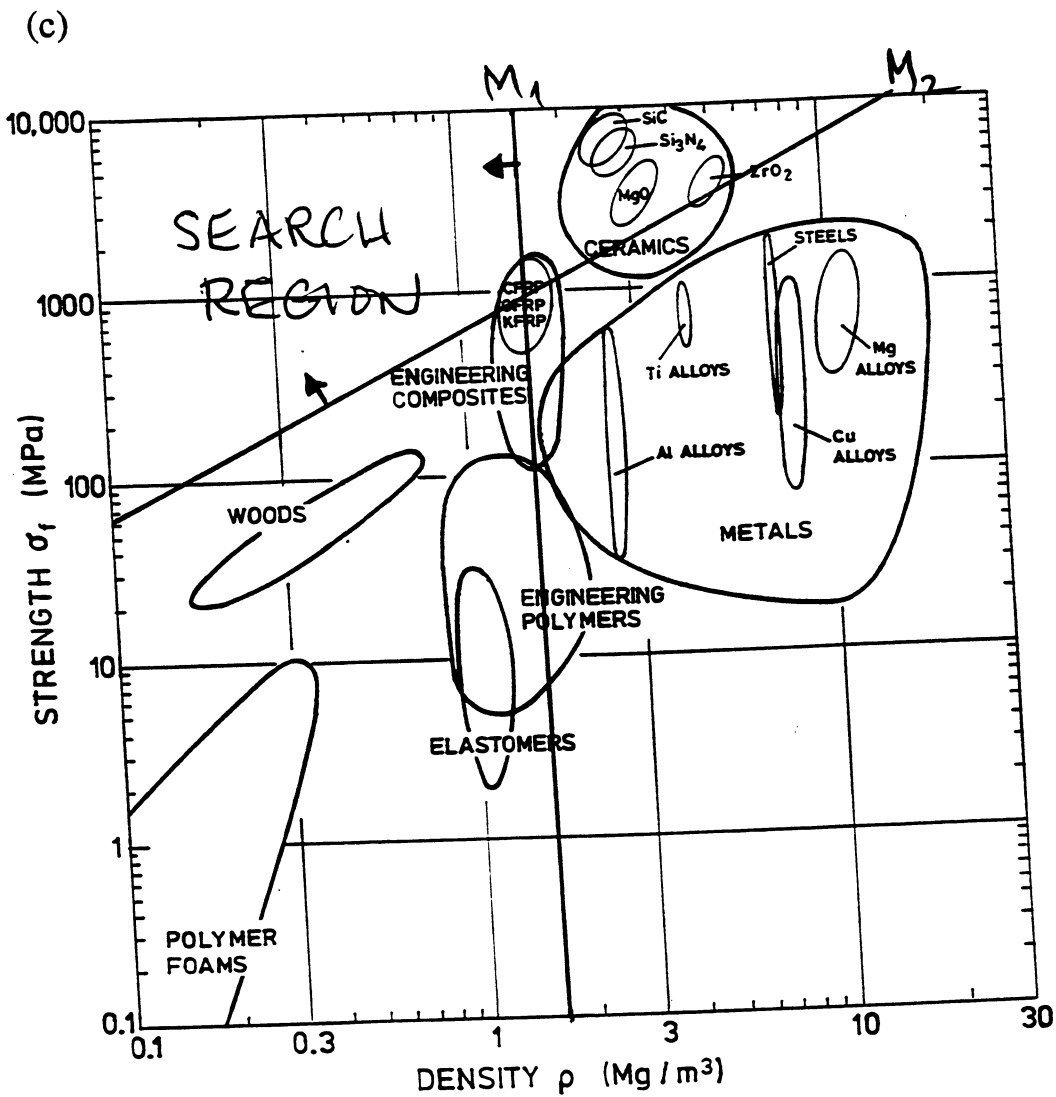 (c)
M₁
M₂
10,000
SiC
Si₃N₄
ZrO₂
MgO
SEARCH
REGION
CERAMICS
STEELS
1000
CFRP
GFRP
KFRP
Mg
ALLOYS
Ti ALLOYS
ENGINEERING
COMPOSITES
Al ALLOYS
Cu
ALLOYS
100
WOODS
METALS
STRENGTH σf (MPa)
ENGINEERING
POLYMERS
10
ELASTOMERS
1
POLYMER
FOAMS
0.1
0.1
0.3
1
3
10
30
DENSITY ρ (Mg/m³)